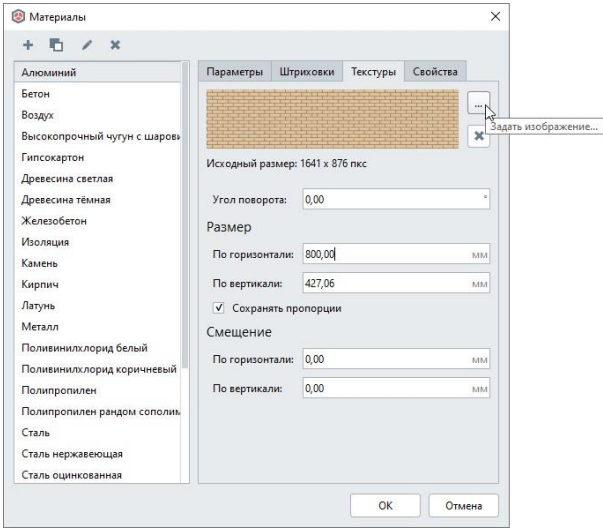 Материалы
Алюминий
Бетон
Воздух
Высокопрочный чугун с шарови
Гипсокартон
Древесина светлая
Древесина тёмная
Железобетон
Изоляция
Камень
Кирпич
Латунь
Металл
Поливинилхлорид белый
Поливинилхлорид коричневый
Полипропилен
Полипропилен рандом сополим
Сталь
Сталь нержавеющая
Сталь оцинкованная
Параметры Штриховки Текстуры Свойства
...
Задать изображение...
Исходный размер: 1641 x 876 пкс
Угол поворота: 0,00 °
Размер
По горизонтали: 800,00 мм
По вертикали: 427,06 мм
Сохранять пропорции
Смещение
По горизонтали: 0,00 мм
По вертикали: 0,00 мм
ОК Отмена